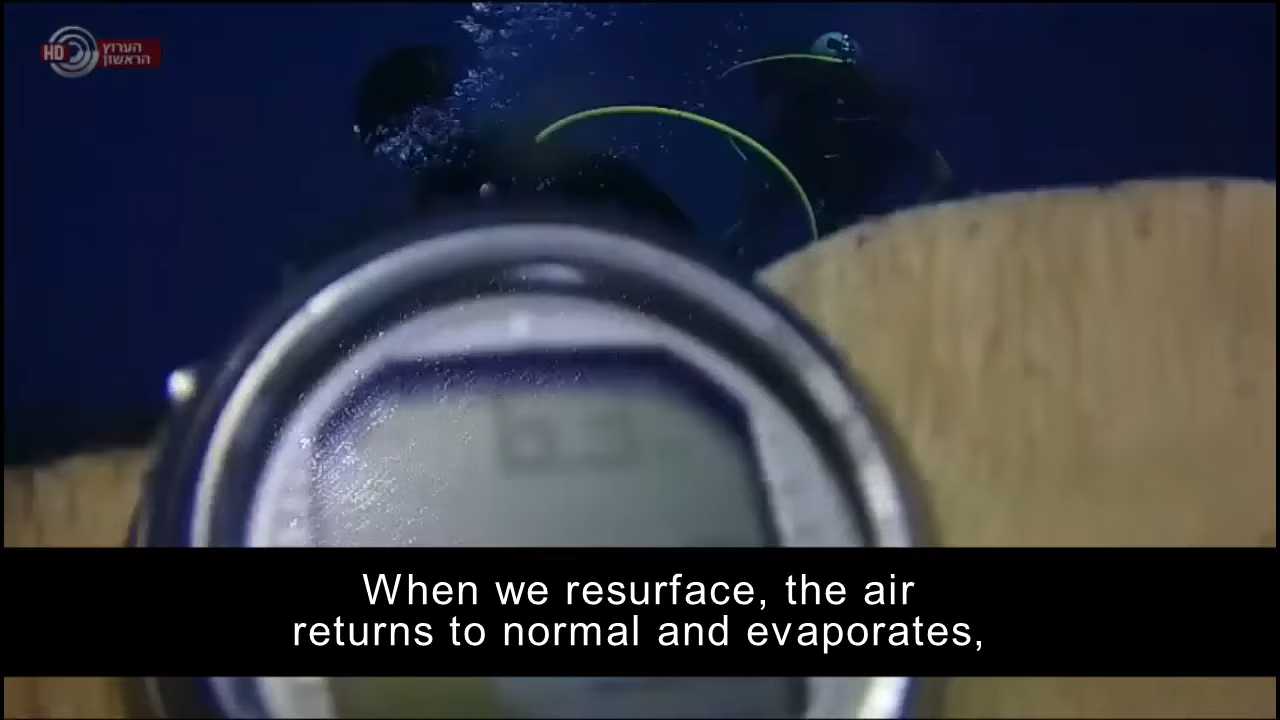 HD
הערוץ
הראשון
When we resurface, the air
returns to normal and evaporates,